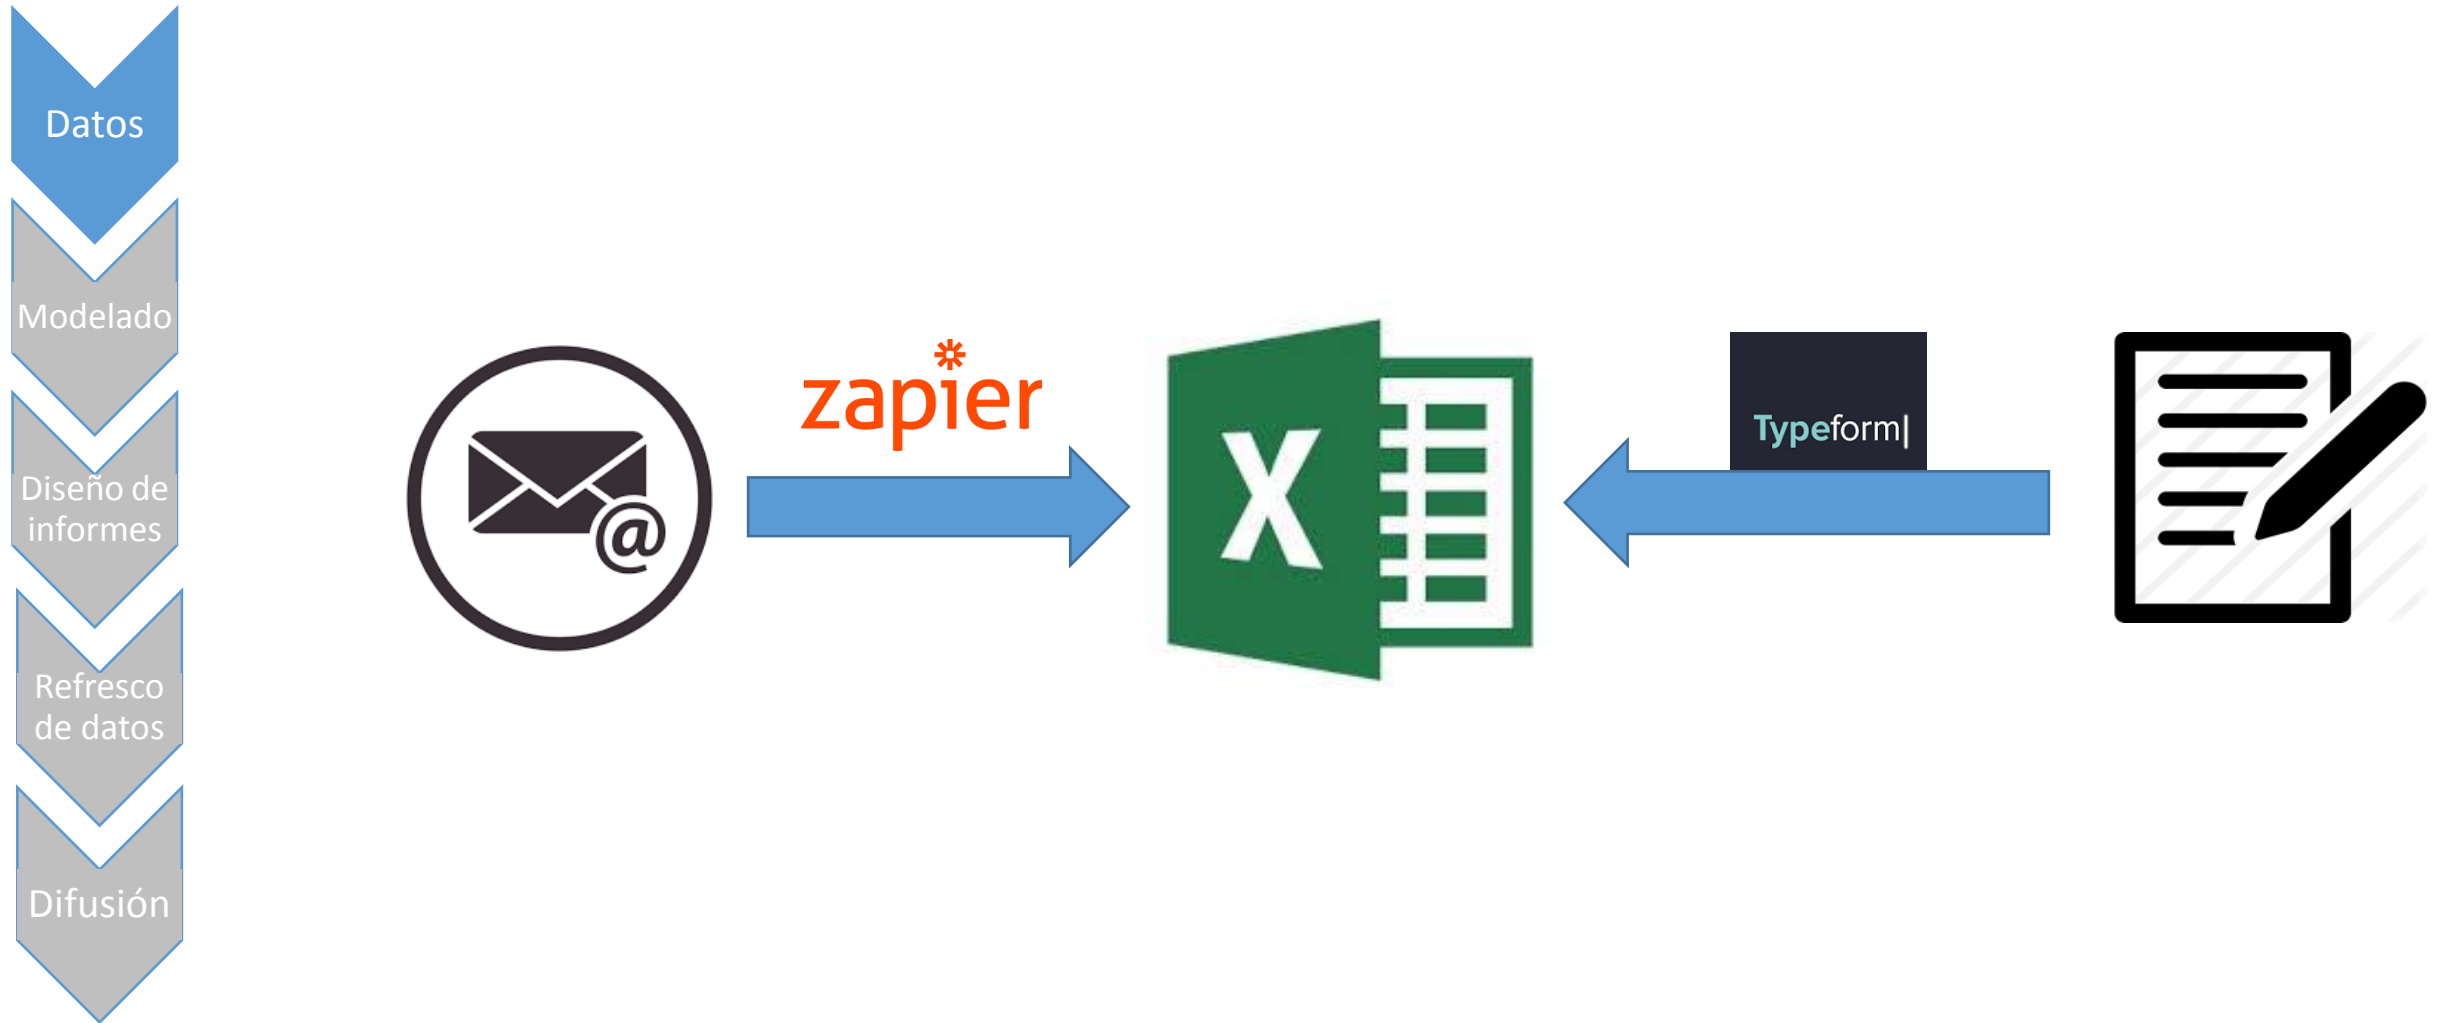 Datos
Modelado
Diseño de
informes
Refresco
de datos
Difusión
zapier
@
X
Typeform|